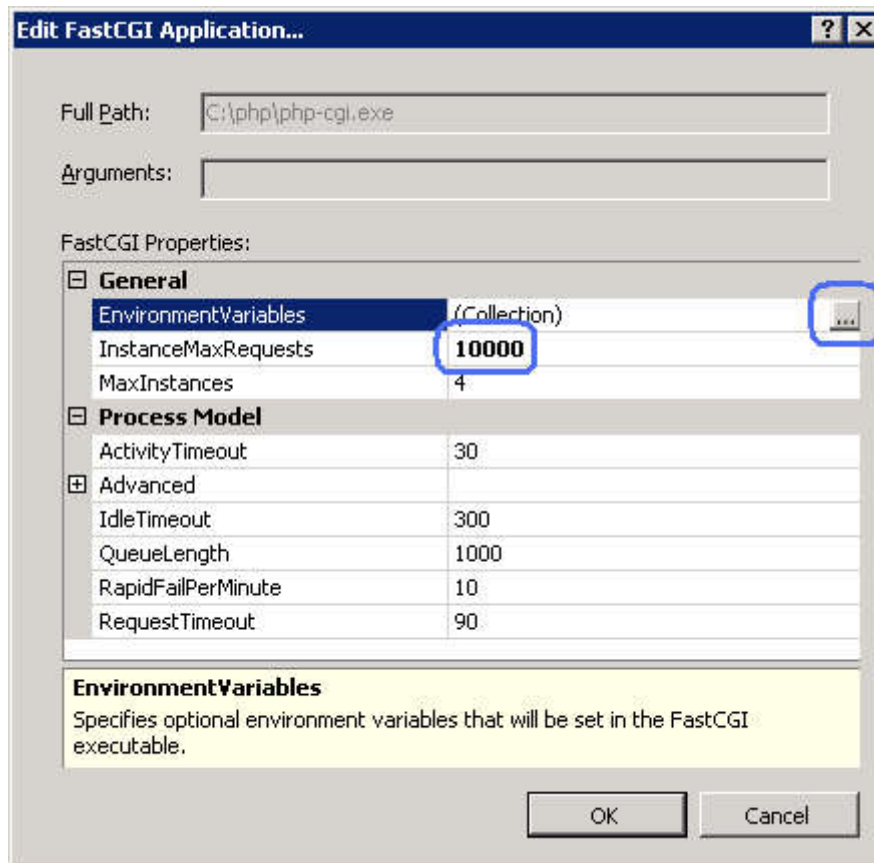 Edit FastCGI Application...
Full Path: C:\php\php-cgi.exe
Arguments:
FastCGI Properties:
General
EnvironmentVariables (Collection) ...
InstanceMaxRequests 10000
MaxInstances 4
Process Model
ActivityTimeout 30
Advanced
IdleTimeout 300
QueueLength 1000
RapidFailPerMinute 10
RequestTimeout 90
EnvironmentVariables
Specifies optional environment variables that will be set in the FastCGI
executable.
OK Cancel